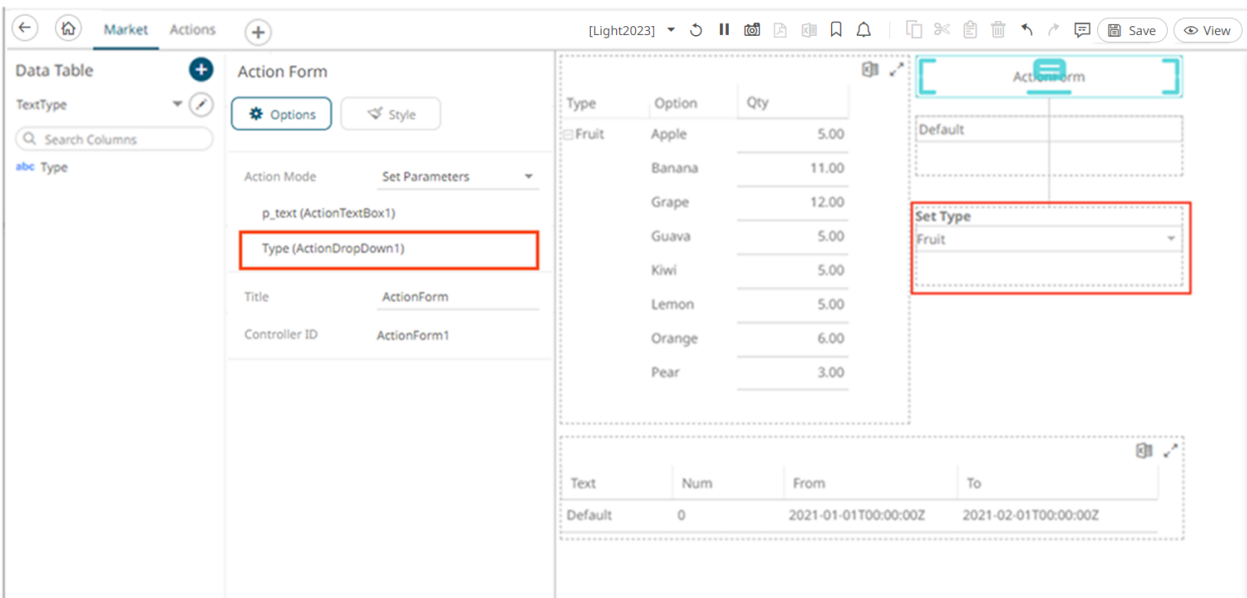 Market Actions [Light2023] Save View
Data Table
TextType
Search Columns
abc Type
Action Form
Options Style
Action Mode Set Parameters
p_text (ActionTextBox1)
Type (ActionDropDown1)
Title ActionForm
Controller ID ActionForm1
Type Option Qty
Fruit Apple 5.00
Banana 11.00
Grape 12.00
Guava 5.00
Kiwi 5.00
Lemon 5.00
Orange 6.00
Pear 3.00
ActionForm
Default
Set Type
Fruit
Text Num From To
Default 0 2021-01-01T00:00:00Z 2021-02-01T00:00:00Z